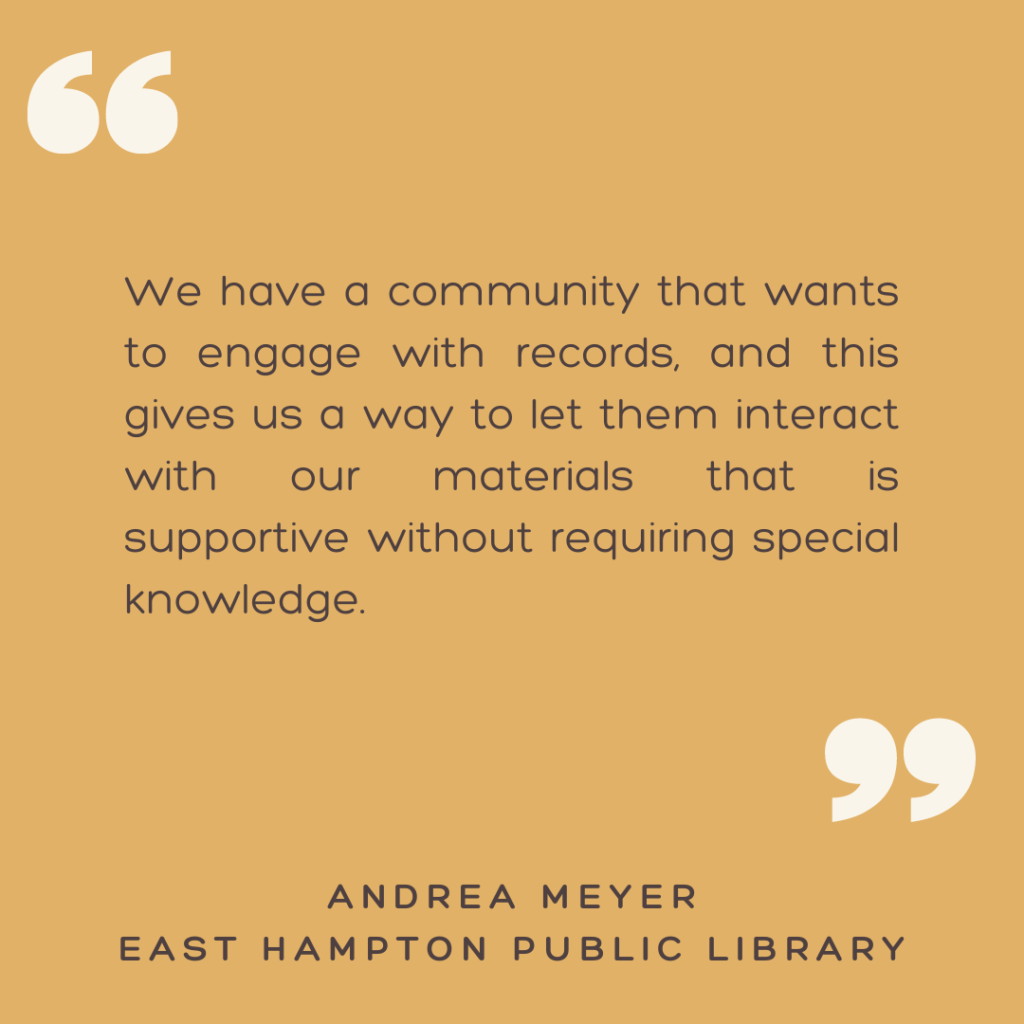 “
We have a community that wants
to engage with records, and this
gives us a way to let them interact
with our materials that is
supportive without requiring special
knowledge.
”
ANDREA MEYER
EAST HAMPTON PUBLIC LIBRARY